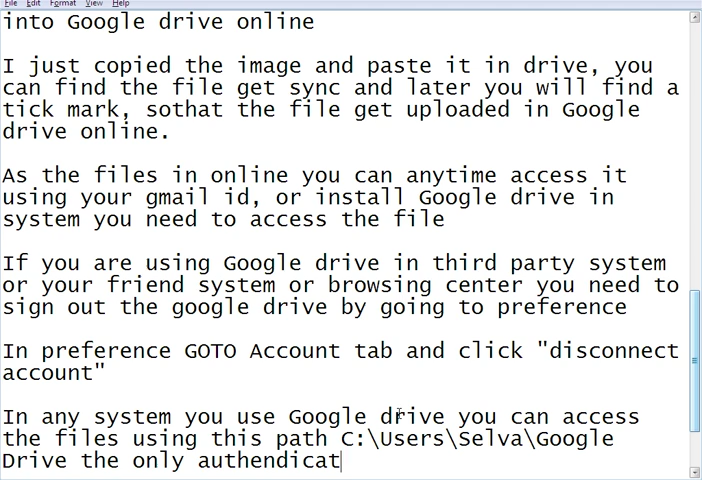 File Edit Format View Help
into Google drive online
I just copied the image and paste it in drive, you
can find the file get sync and later you will find a
tick mark, sothat the file get uploaded in Google
drive online.
As the files in online you can anytime access it
using your gmail id, or install Google drive in
system you need to access the file
If you are using Google drive in third party system
or your friend system or browsing center you need to
sign out the google drive by going to preference
In preference GOTO Account tab and click "disconnect
account"
In any system you use Google drive you can access
the files using this path C:\Users\Selva\Google
Drive the only authendicat